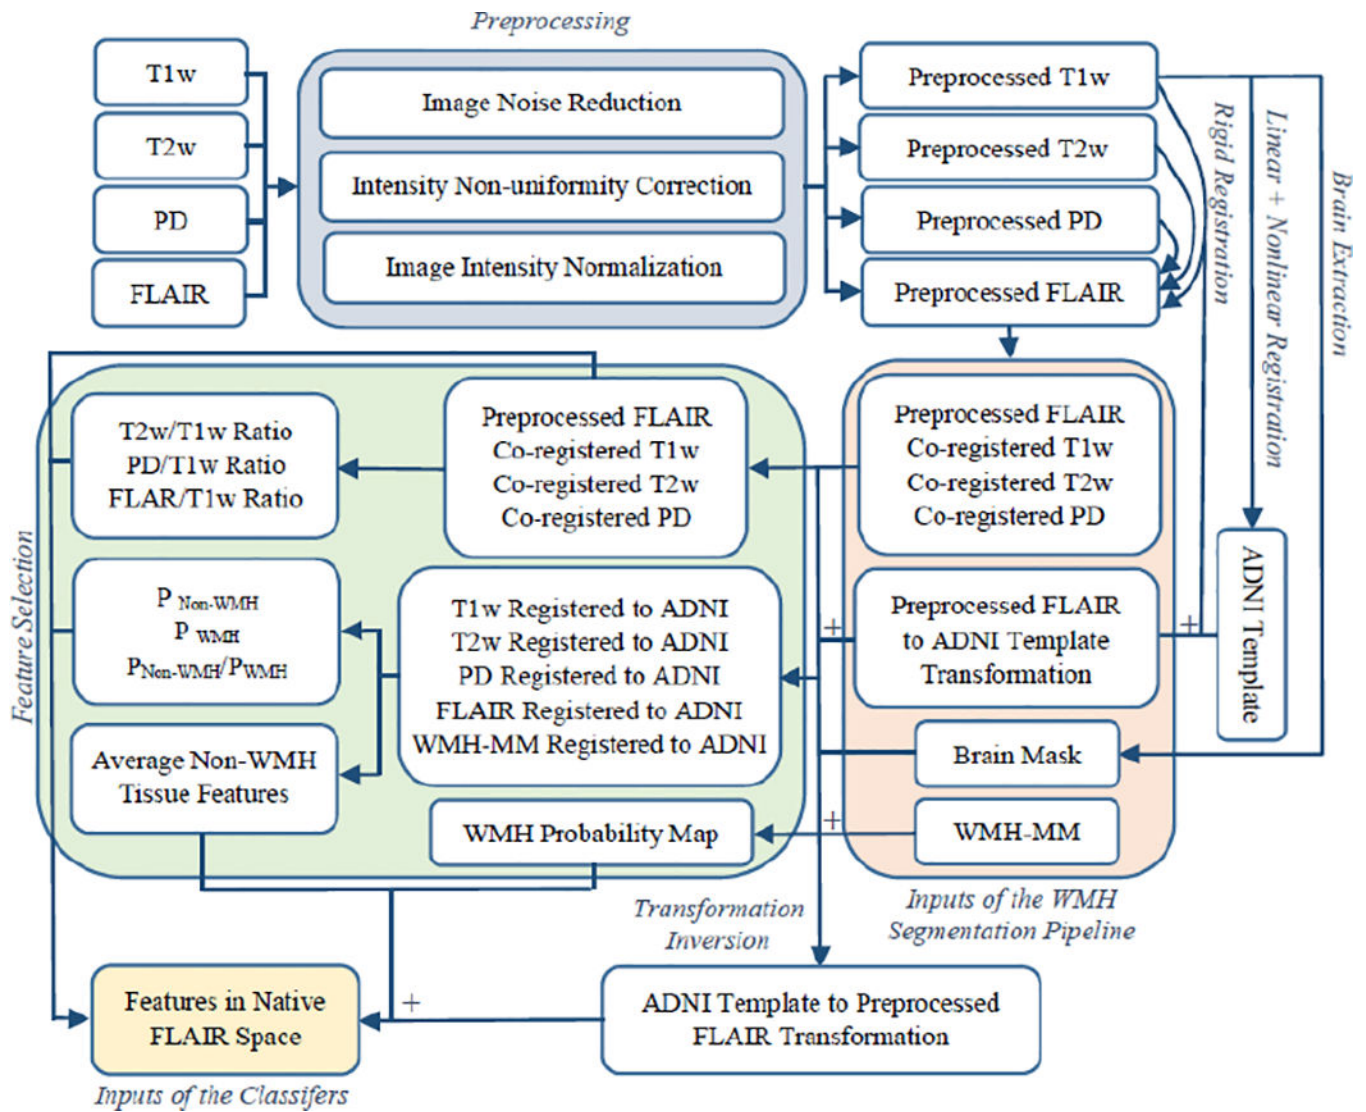 Preprocessing
T1w
T2w
PD
FLAIR
Image Noise Reduction
Intensity Non-uniformity Correction
Image Intensity Normalization
Preprocessed T1w
Preprocessed T2w
Preprocessed PD
Preprocessed FLAIR
Rigid Registration
Linear + Nonlinear Registration
Brain Extraction
Feature Selection
T2w/T1w Ratio
PD/T1w Ratio
FLAR/T1w Ratio
Preprocessed FLAIR
Co-registered T1w
Co-registered T2w
Co-registered PD
Preprocessed FLAIR
Co-registered T1w
Co-registered T2w
Co-registered PD
P Non-WMH
P WMH
PNon-WMH/PWMH
T1w Registered to ADNI
T2w Registered to ADNI
PD Registered to ADNI
FLAIR Registered to ADNI
WMH-MM Registered to ADNI
+
Preprocessed FLAIR
to ADNI Template
Transformation
+
ADNI Template
Average Non-WMH
Tissue Features
Brain Mask
WMH Probability Map
+
WMH-MM
Transformation
Inversion
Inputs of the WMH
Segmentation Pipeline
Features in Native
FLAIR Space
+
ADNI Template to Preprocessed
FLAIR Transformation
Inputs of the Classifers